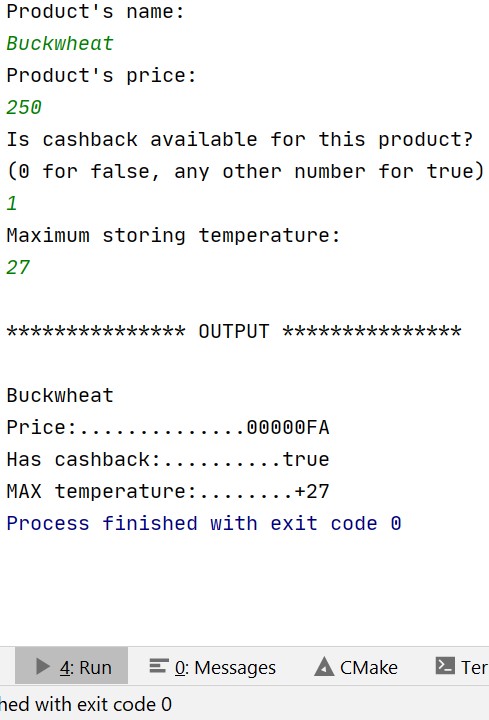 Product's name:
Buckwheat
Product's price:
250
Is cashback available for this product?
(0 for false, any other number for true)
1
Maximum storing temperature:
27
*************** OUTPUT ***************
Buckwheat
Price:..............00000FA
Has cashback:..........true
MAX temperature:........+27
Process finished with exit code 0
4: Run 0: Messages CMake Ter
hed with exit code 0